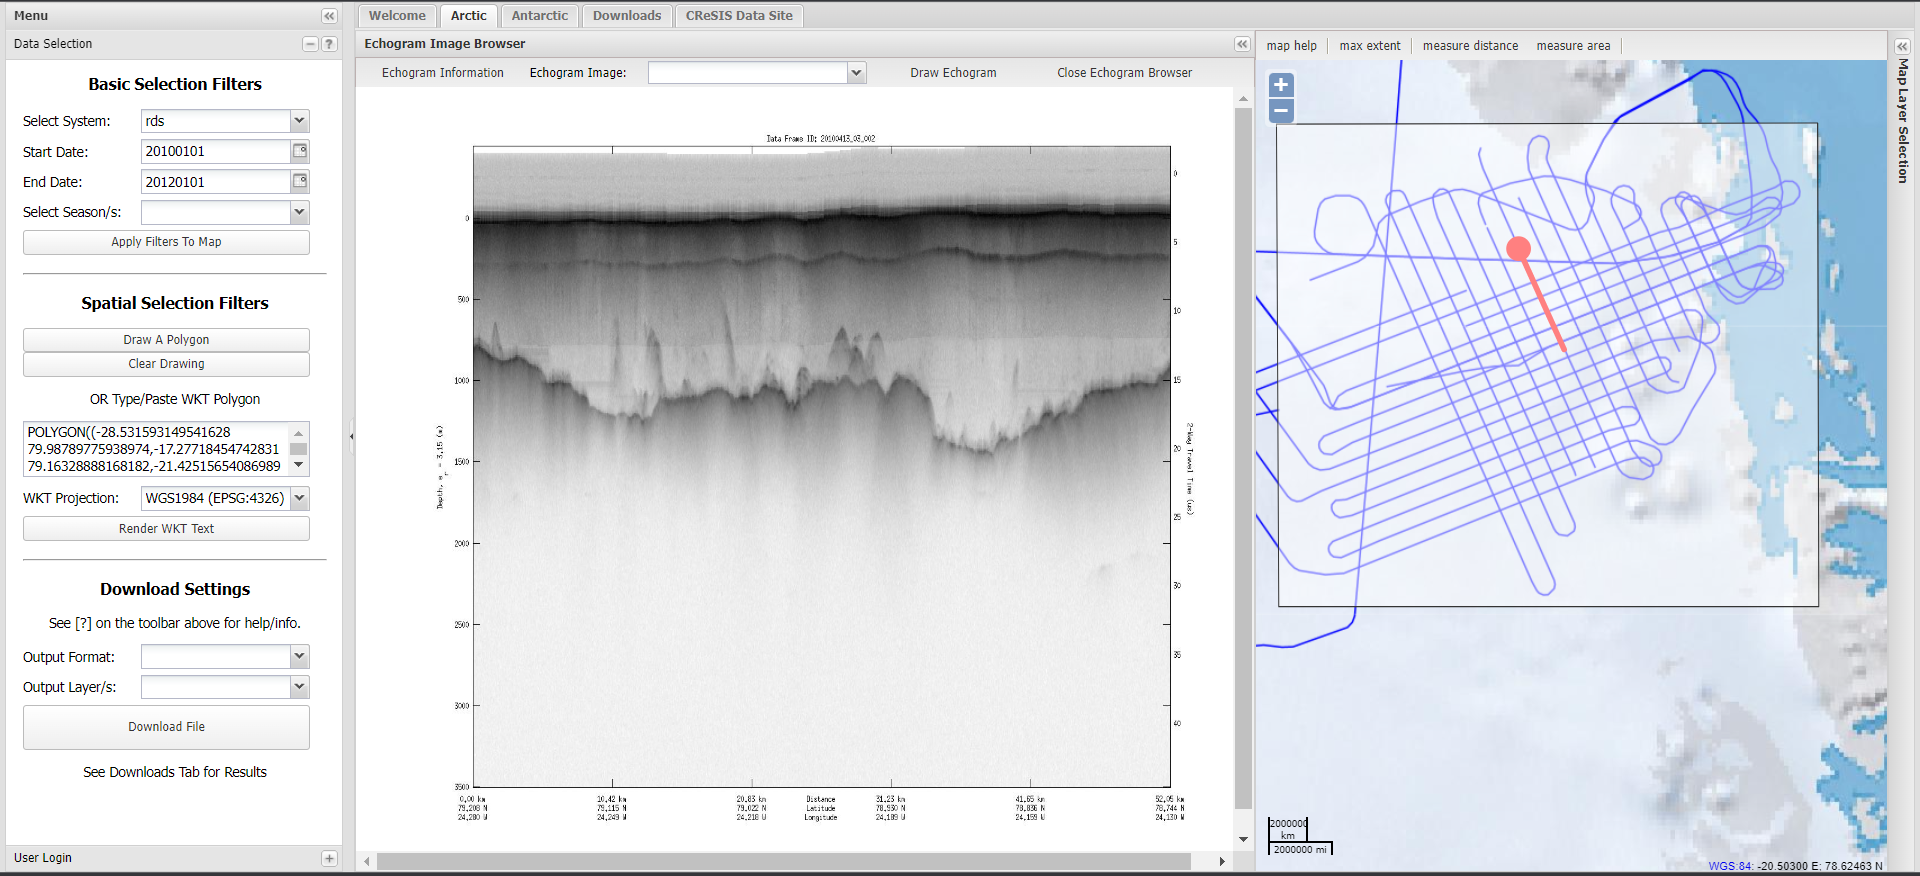 Menu
Data Selection
Basic Selection Filters
Select System: rds
Start Date: 20100101
End Date: 20120101
Select Season/s:
Apply Filters To Map
Spatial Selection Filters
Draw A Polygon
Clear Drawing
OR Type/Paste WKT Polygon
POLYGON((-28.531593149541628
79.98789775938974,-17.27718454742831
79.16328888168182,-21.42515654086989
WKT Projection: WGS1984 (EPSG:4326)
Render WKT Text
Download Settings
See [?] on the toolbar above for help/info.
Output Format:
Output Layer/s:
Download File
See Downloads Tab for Results
User Login
Welcome Arctic Antarctic Downloads CReSIS Data Site
Echogram Image Browser
Echogram Information Echogram Image: Draw Echogram Close Echogram Browser
Data Frame ID: 20100413_03_002
0
500
1000
1500
2000
2500
3000
3500
Depth, e_r = 3.15 (m)
0
5
10
15
20
25
30
35
40
2-Way Travel Time (us)
0.00 km 10.42 km 20.83 km Distance 31.23 km 41.65 km 52.05 km
79.208 N 79.115 N 79.022 N Latitude 78.930 N 78.836 N 78.744 N
24.280 W 24.249 W 24.218 W Longitude 24.189 W 24.159 W 24.130 W
map help max extent measure distance measure area
+
−
2000000
km
2000000 mi
WGS:84: -20.50300 E; 78.62463 N
Map Layer Selection